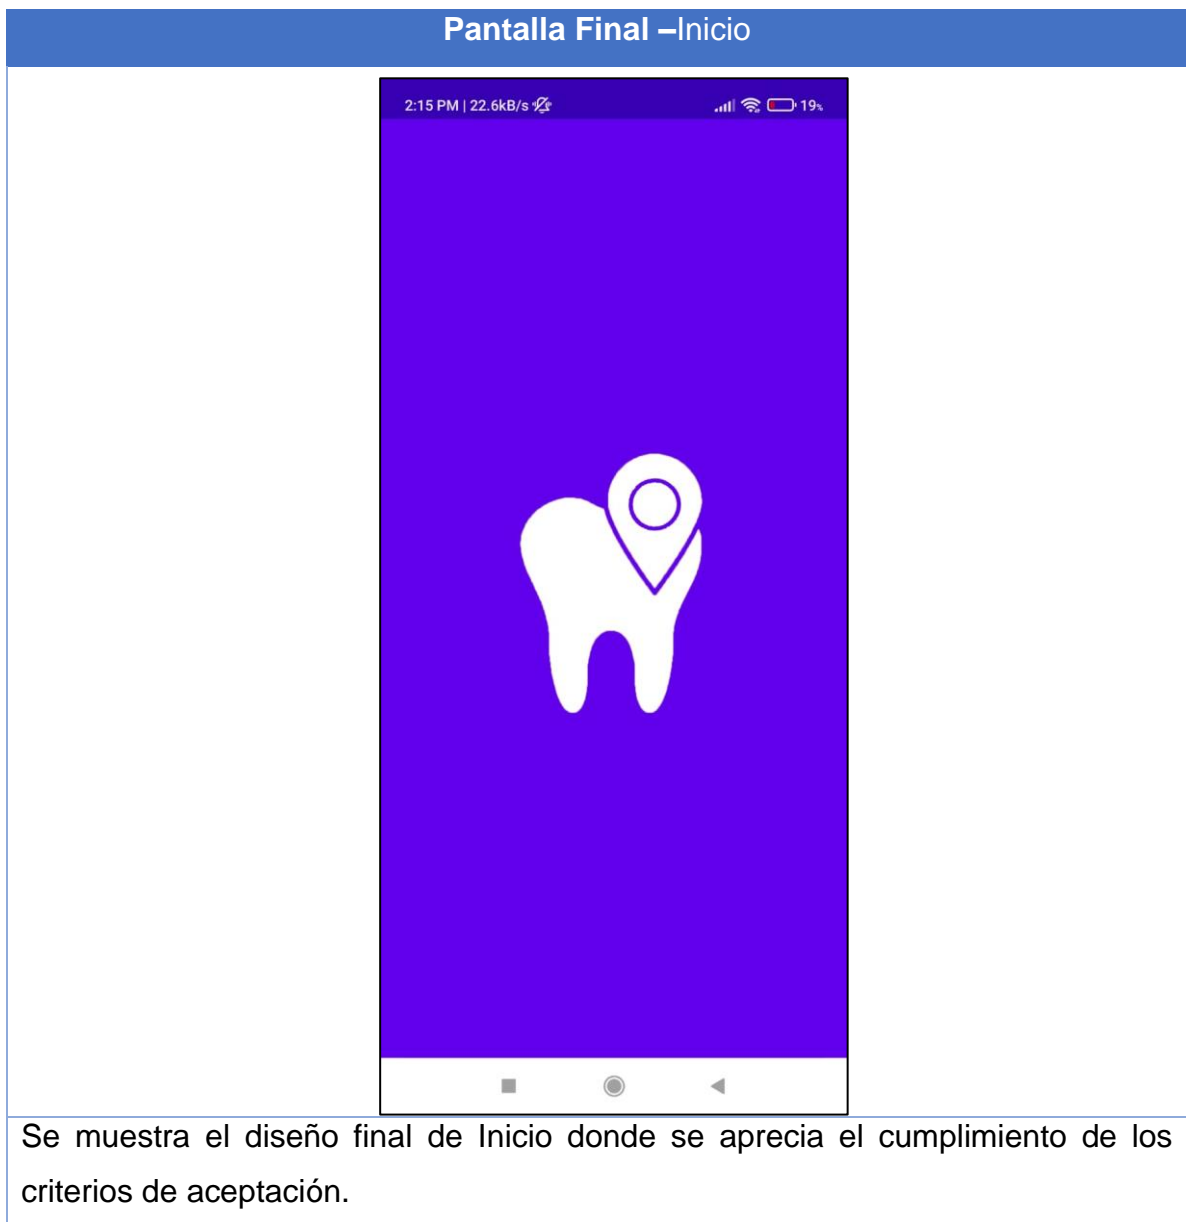 Pantalla Final –Inicio
2:15 PM | 22.6kB/s 19%
Se muestra el diseño final de Inicio donde se aprecia el cumplimiento de los
criterios de aceptación.